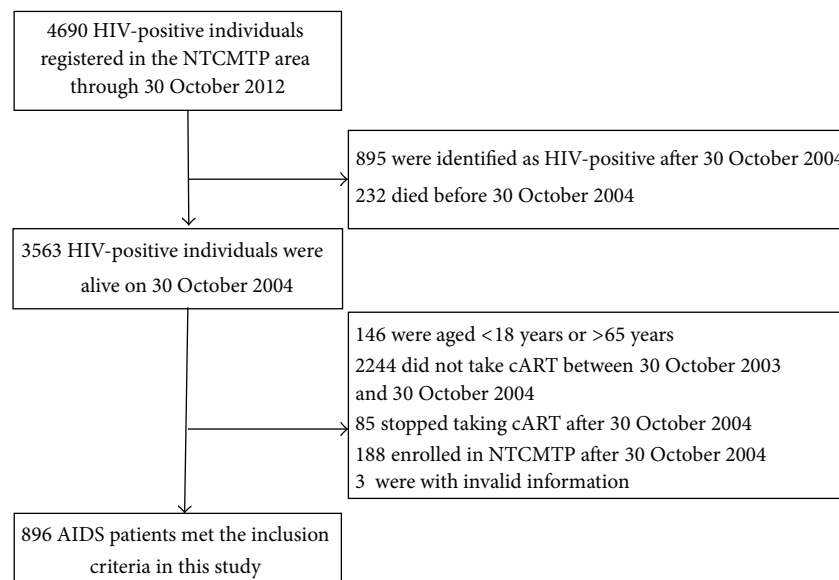 4690 HIV-positive individuals
registered in the NTCMTP area
through 30 October 2012
895 were identified as HIV-positive after 30 October 2004
232 died before 30 October 2004
3563 HIV-positive individuals were
alive on 30 October 2004
146 were aged <18 years or >65 years
2244 did not take cART between 30 October 2003
and 30 October 2004
85 stopped taking cART after 30 October 2004
188 enrolled in NTCMTP after 30 October 2004
3 were with invalid information
896 AIDS patients met the inclusion
criteria in this study